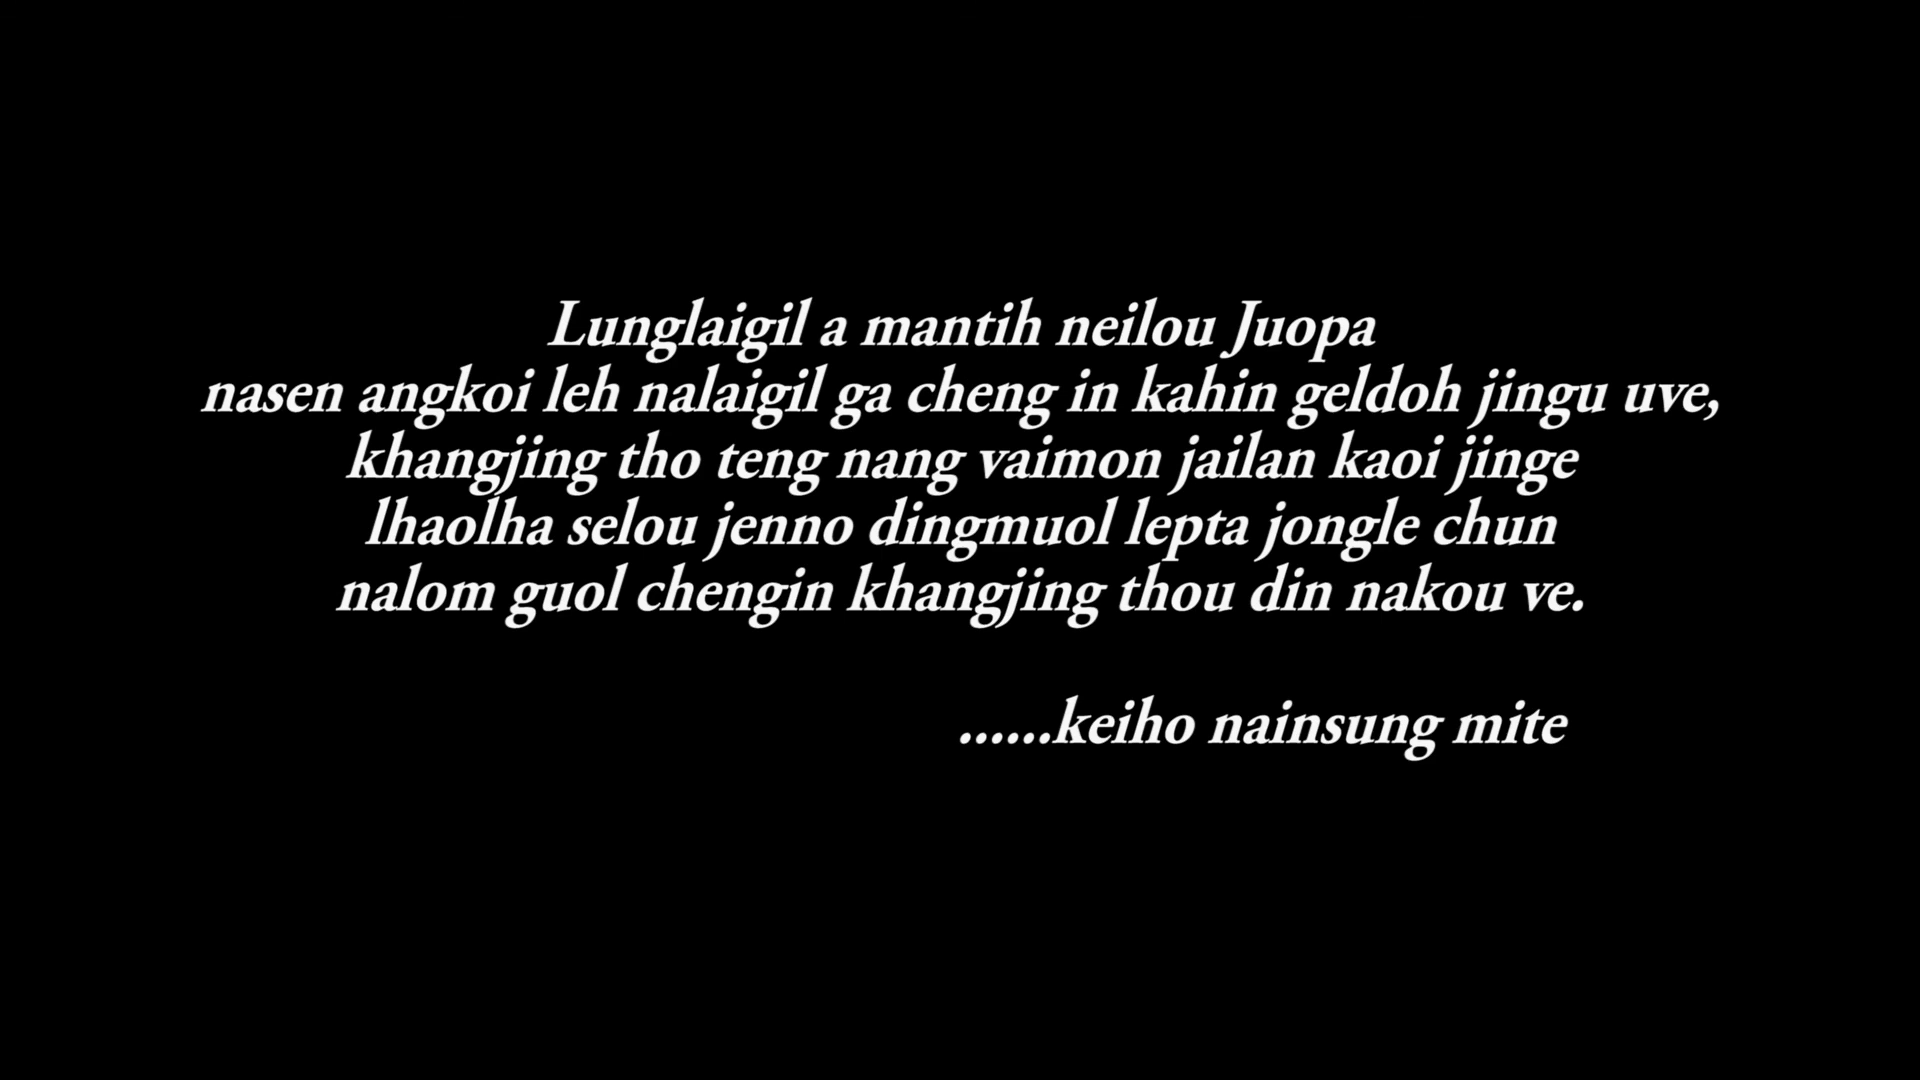 Lunglaigil a mantih neilou Juopa
nasen angkoi leh nalaigil ga cheng in kahin geldoh jingu uve,
khangjing tho teng nang vaimon jailan kaoi jinge
lhaolha selou jenno dingmuol lepta jongle chun
nalom guol chengin khangjing thou din nakou ve.
......keiho nainsung mite